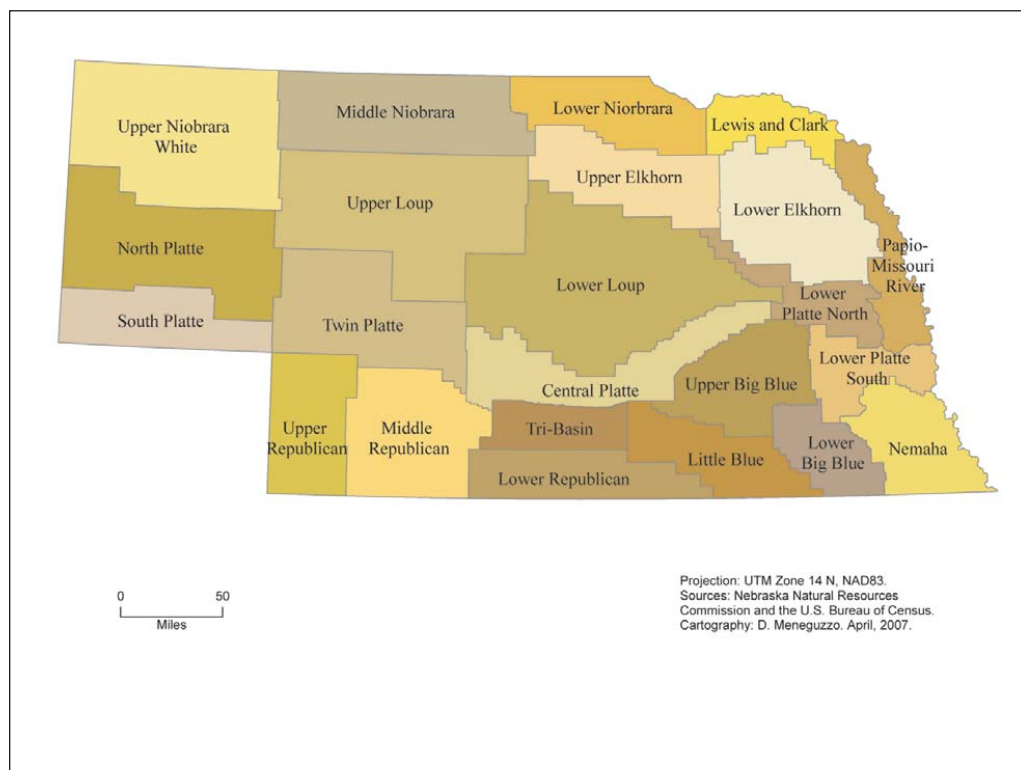 Upper Niobrara
White
Middle Niobrara
Lower Niorbrara
Lewis and Clark
Upper Elkhorn
Lower Elkhorn
Upper Loup
North Platte
Papio-
Missouri
River
Lower Loup
Lower
Platte North
South Platte
Twin Platte
Lower Platte
South
Central Platte
Upper Big Blue
Upper
Republican
Middle
Republican
Tri-Basin
Little Blue
Lower
Big Blue
Nemaha
Lower Republican
0 50
Miles
Projection: UTM Zone 14 N, NAD83.
Sources: Nebraska Natural Resources
Commission and the U.S. Bureau of Census.
Cartography: D. Meneguzzo. April, 2007.